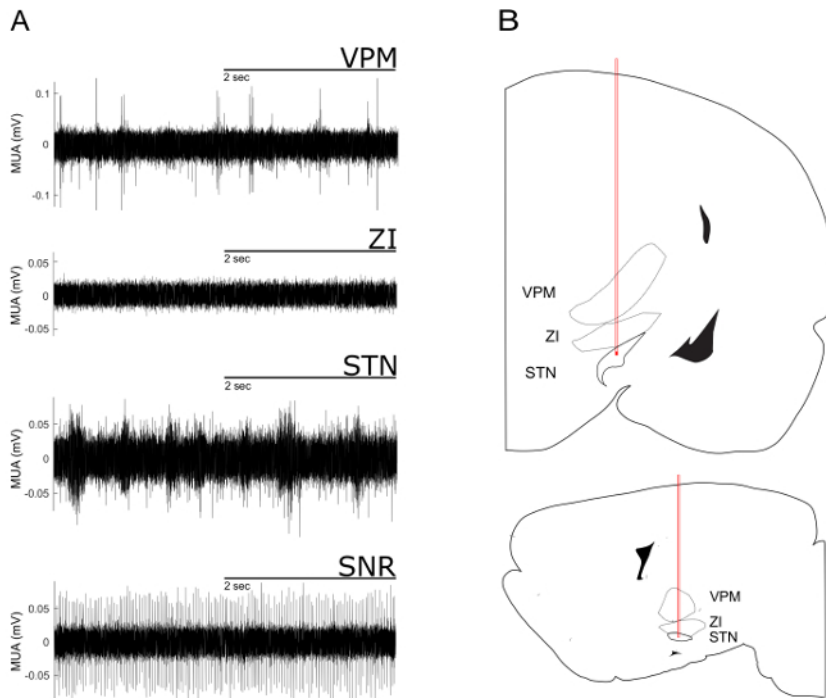 A
VPM
2 sec
0.1
0
-0.1
MUA (mV)
ZI
2 sec
0.05
0
-0.05
MUA (mV)
STN
2 sec
0.05
0
-0.05
MUA (mV)
SNR
2 sec
0.05
0
-0.05
MUA (mV)
B
VPM
ZI
STN
VPM
ZI
STN